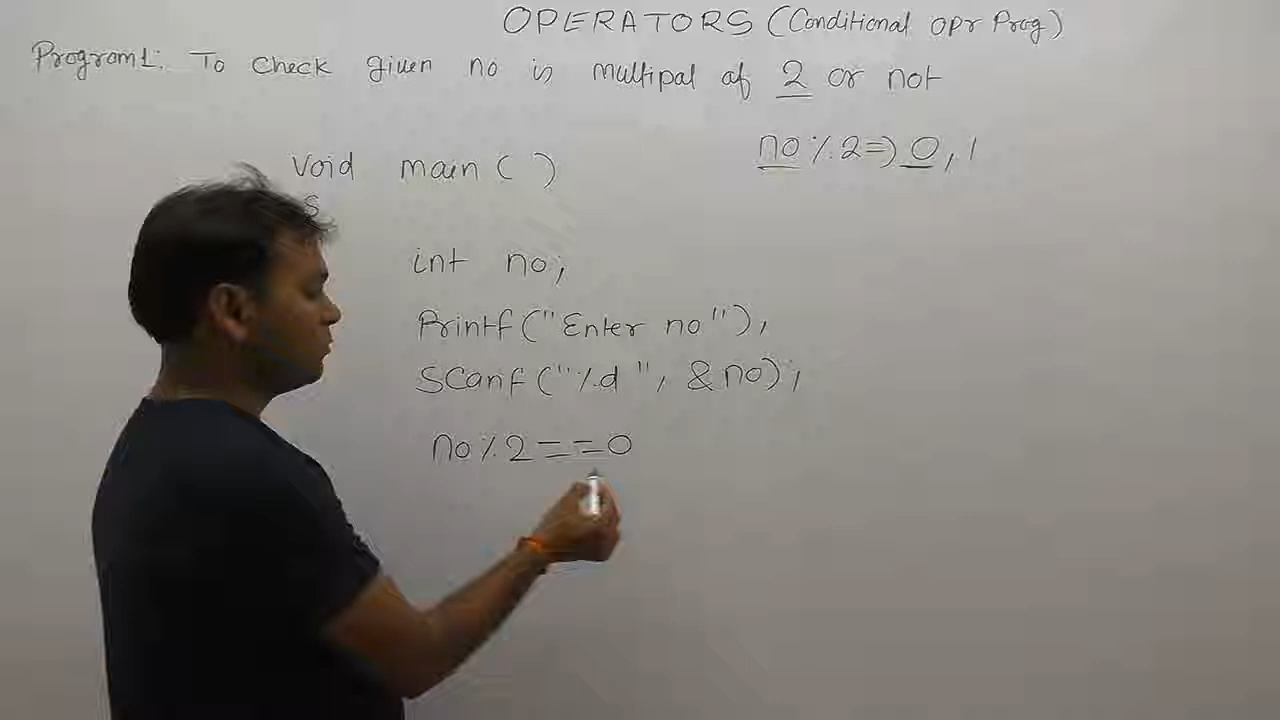 OPERATORS (Conditional opr Prog)
Program1: To Check given no is multipal of 2 or not
no % 2 => 0, 1
Void main ( )
{
int no;
Printf ("Enter no");
SCanf ("%d", &no);
no % 2 == 0